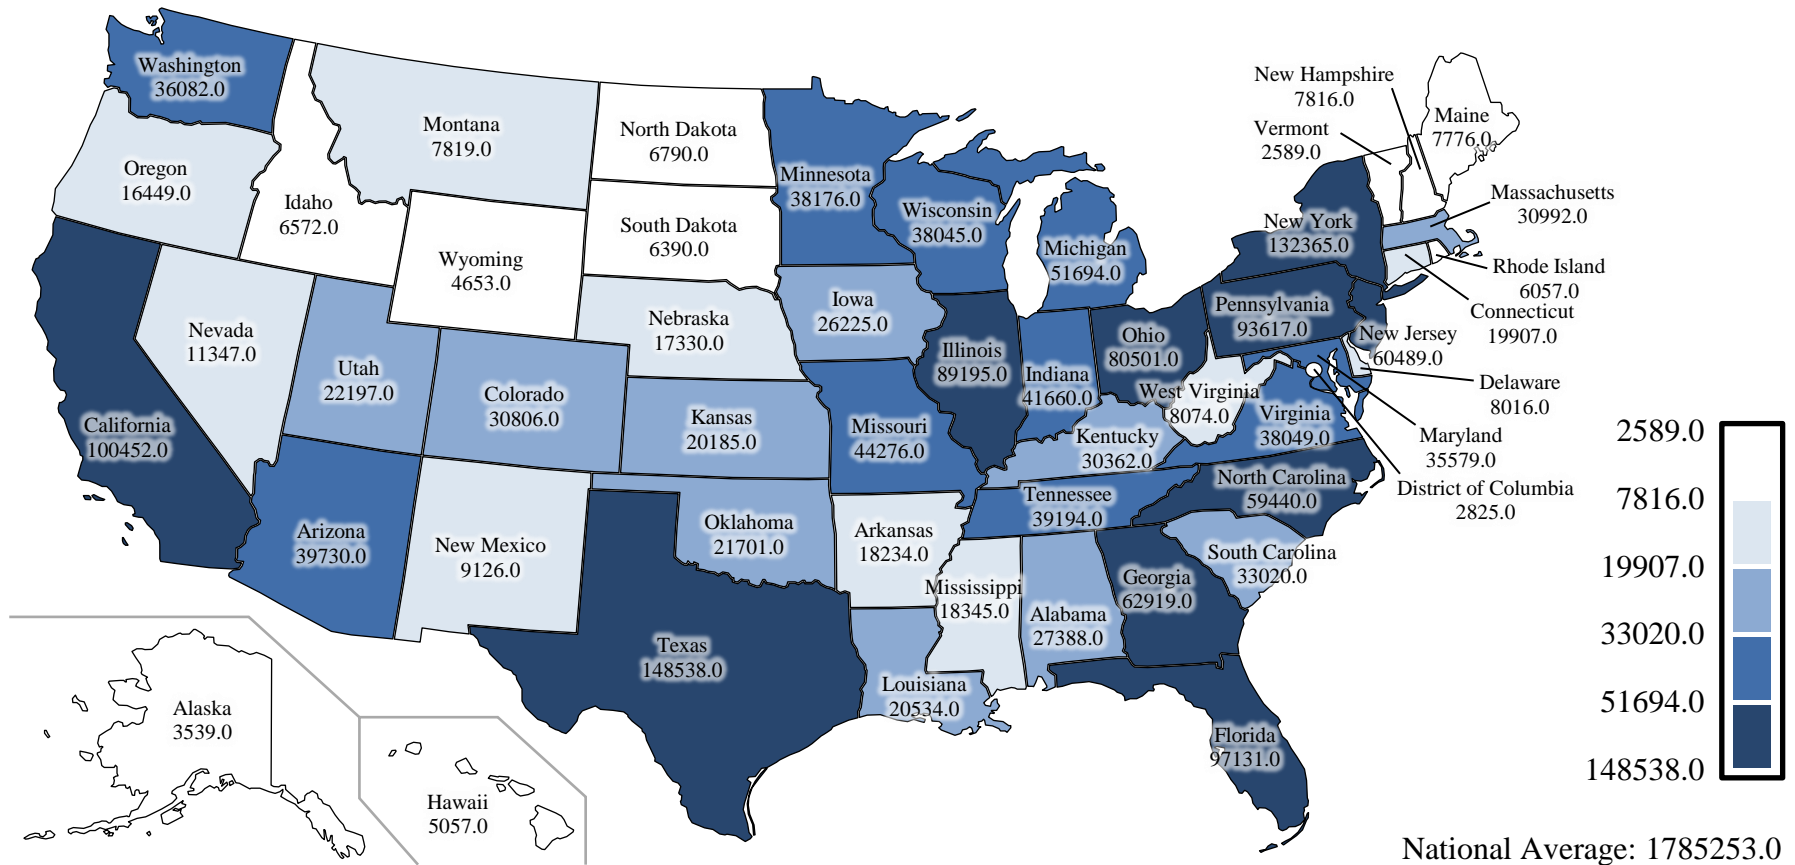 Washington
36082.0
Oregon
16449.0
Idaho
6572.0
Montana
7819.0
North Dakota
6790.0
South Dakota
6390.0
Wyoming
4653.0
Minnesota
38176.0
Wisconsin
38045.0
Michigan
51694.0
New Hampshire
7816.0
Vermont
2589.0
Maine
7776.0
Massachusetts
30992.0
New York
132365.0
Rhode Island
6057.0
Connecticut
19907.0
Pennsylvania
93617.0
New Jersey
60489.0
Delaware
8016.0
Maryland
35579.0
District of Columbia
2825.0
Nevada
11347.0
Utah
22197.0
Colorado
30806.0
Nebraska
17330.0
Iowa
26225.0
Illinois
89195.0
Indiana
41660.0
Ohio
80501.0
West Virginia
8074.0
Virginia
38049.0
California
100452.0
Kansas
20185.0
Missouri
44276.0
Kentucky
30362.0
North Carolina
59440.0
Tennessee
39194.0
Arizona
39730.0
New Mexico
9126.0
Oklahoma
21701.0
Arkansas
18234.0
South Carolina
33020.0
Mississippi
18345.0
Alabama
27388.0
Georgia
62919.0
Texas
148538.0
Louisiana
20534.0
Florida
97131.0
Alaska
3539.0
Hawaii
5057.0
2589.0
7816.0
19907.0
33020.0
51694.0
148538.0
National Average: 1785253.0